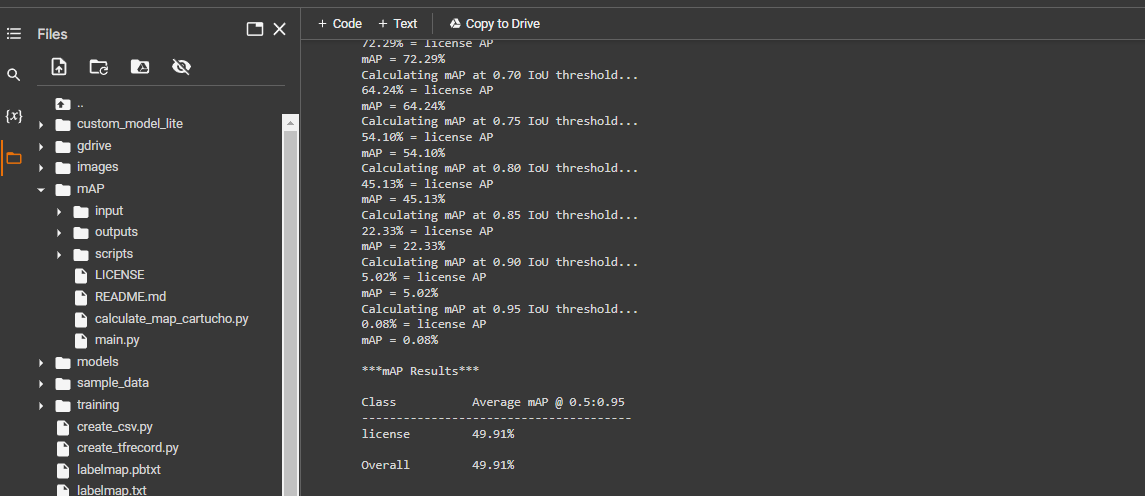 Files
..
custom_model_lite
gdrive
images
mAP
input
outputs
scripts
LICENSE
README.md
calculate_map_cartucho.py
main.py
models
sample_data
training
create_csv.py
create_tfrecord.py
labelmap.pbtxt
labelmap.txt
{x}
+ Code + Text Copy to Drive
72.29% = license AP
mAP = 72.29%
Calculating mAP at 0.70 IoU threshold...
64.24% = license AP
mAP = 64.24%
Calculating mAP at 0.75 IoU threshold...
54.10% = license AP
mAP = 54.10%
Calculating mAP at 0.80 IoU threshold...
45.13% = license AP
mAP = 45.13%
Calculating mAP at 0.85 IoU threshold...
22.33% = license AP
mAP = 22.33%
Calculating mAP at 0.90 IoU threshold...
5.02% = license AP
mAP = 5.02%
Calculating mAP at 0.95 IoU threshold...
0.08% = license AP
mAP = 0.08%
***mAP Results***
Class Average mAP @ 0.5:0.95
---------------------------------------
license 49.91%
Overall 49.91%